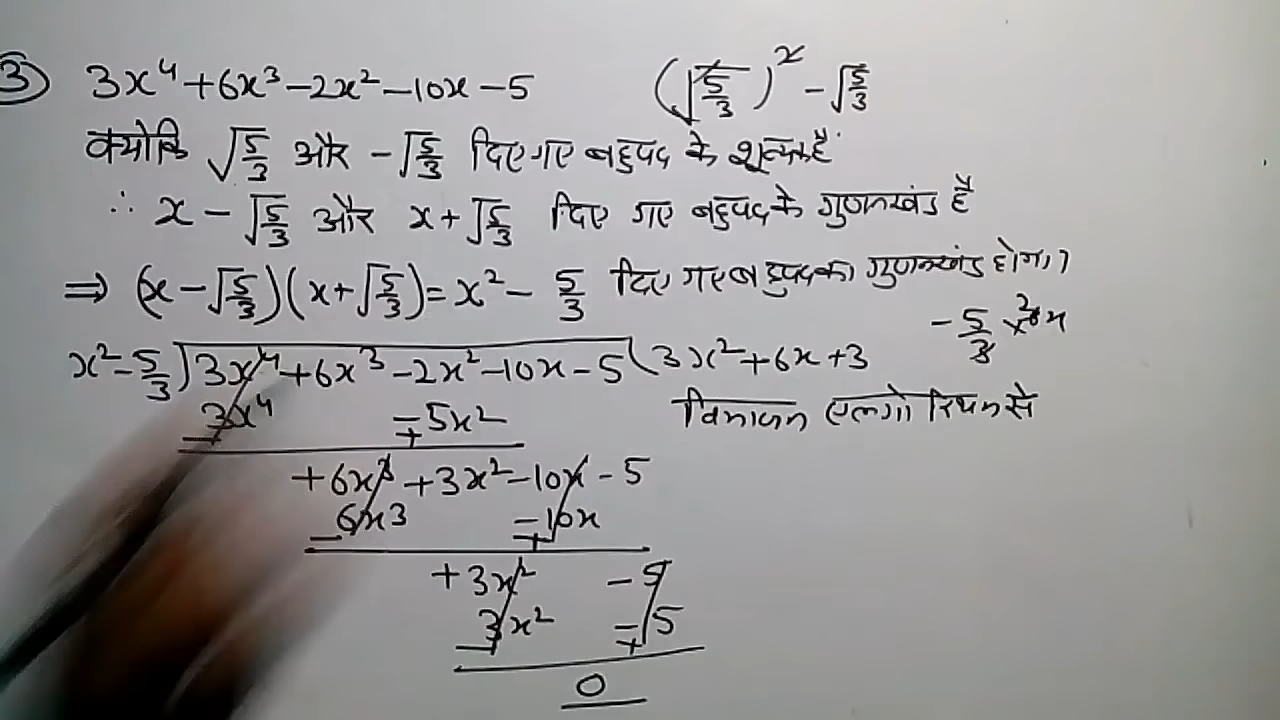 ③ 3x⁴+6x³-2x²-10x-5 (√5/3)ˣ -√5/3
क्योंकि √5/3 और -√5/3 दिए गए बहुपद के शून्यक है
∴ x-√5/3 और x+√5/3 दिए गए बहुपद के गुणनखंड है
⇒ (x-√5/3)(x+√5/3)=x²-5/3 दिए गए बहुपद का गुणनखंड होगा।
x²-5/3)3x⁴+6x³-2x²-10x-5(3x²+6x+3
3x⁴ -5x²
- +
विभाजन एल्गोरिथम से
+6x³+3x²-10x-5
6x³ -10x
- +
+3x² -5
3x² -5
- +
0